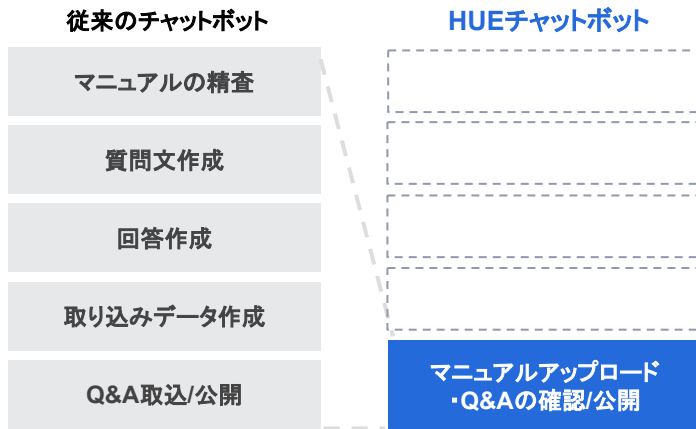 従来のチャットボット
HUEチャットボット
マニュアルの精査
質問文作成
回答作成
取り込みデータ作成
Q&A取込/公開
マニュアルアップロード
・Q&Aの確認/公開